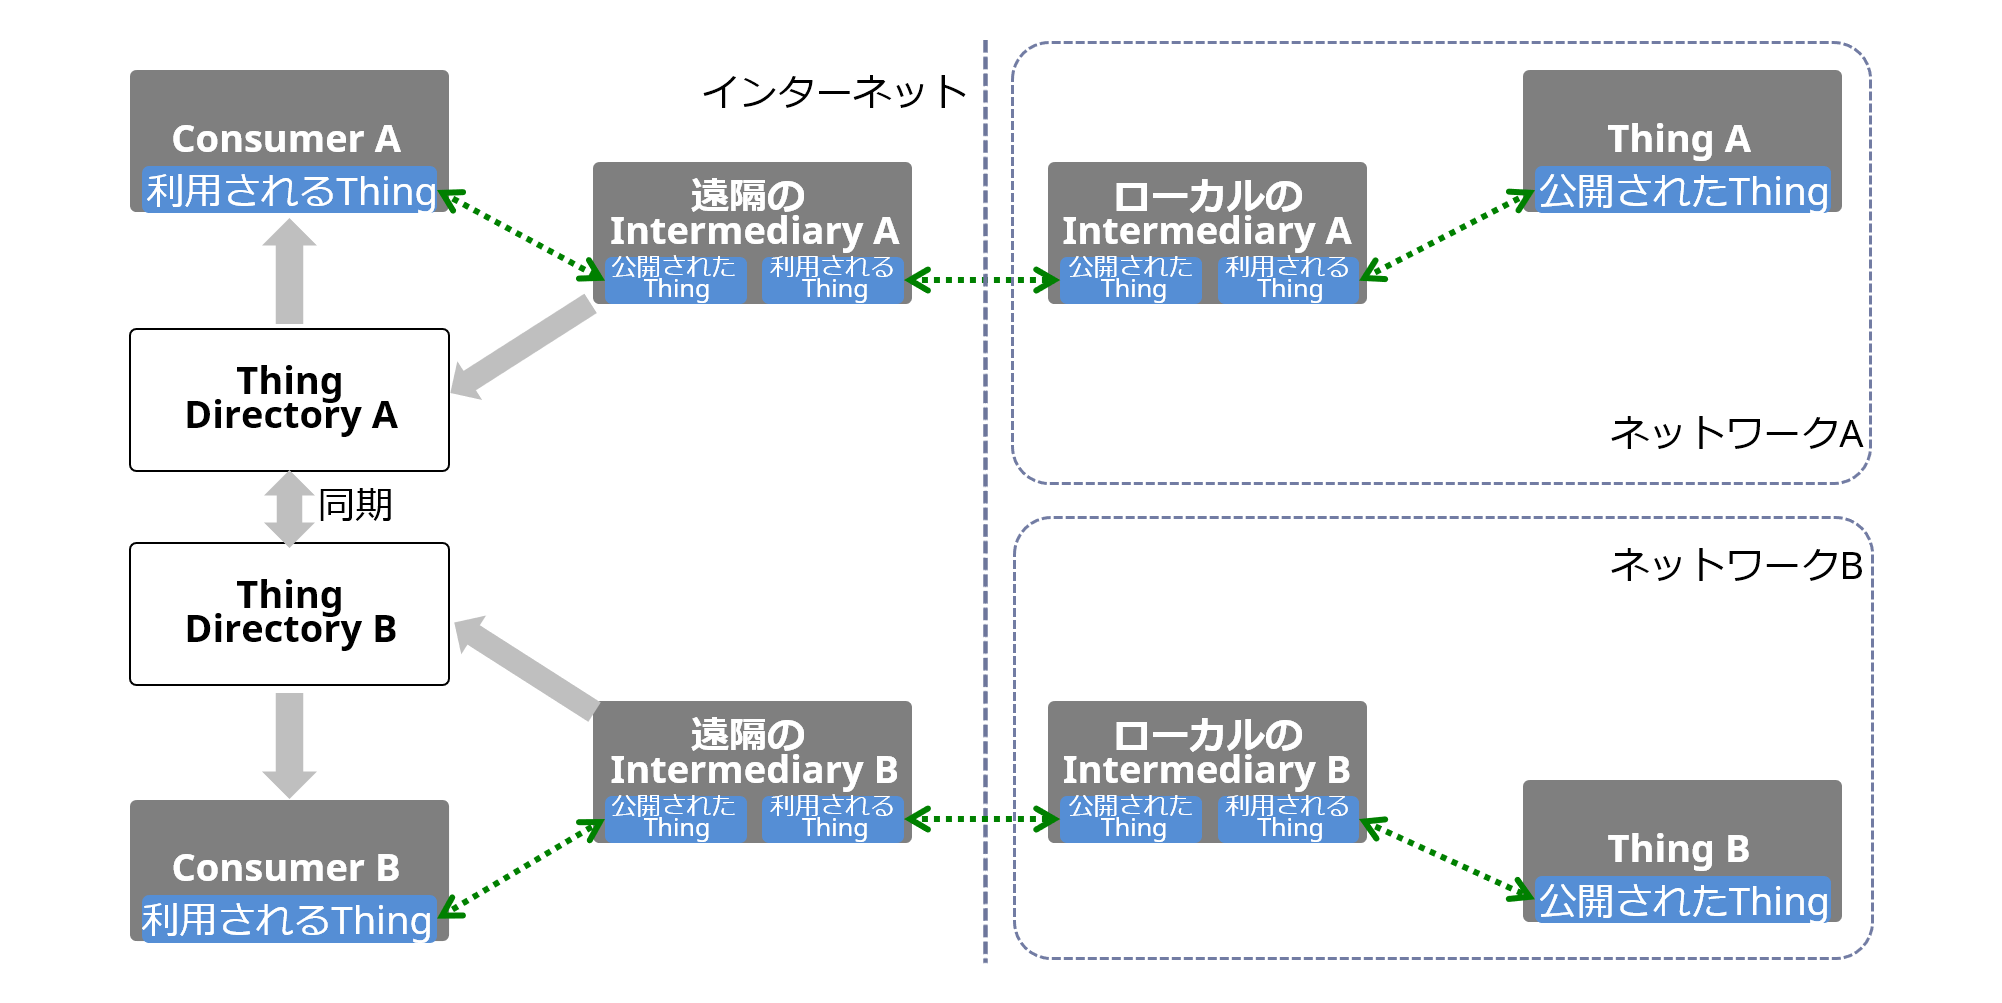 インターネット
Consumer A
利用されるThing
遠隔の
Intermediary A
公開された
Thing
利用される
Thing
ローカルの
Intermediary A
公開された
Thing
利用される
Thing
Thing A
公開されたThing
ネットワークA
Thing
Directory A
同期
Thing
Directory B
ネットワークB
遠隔の
Intermediary B
公開された
Thing
利用される
Thing
ローカルの
Intermediary B
公開された
Thing
利用される
Thing
Thing B
公開されたThing
Consumer B
利用されるThing